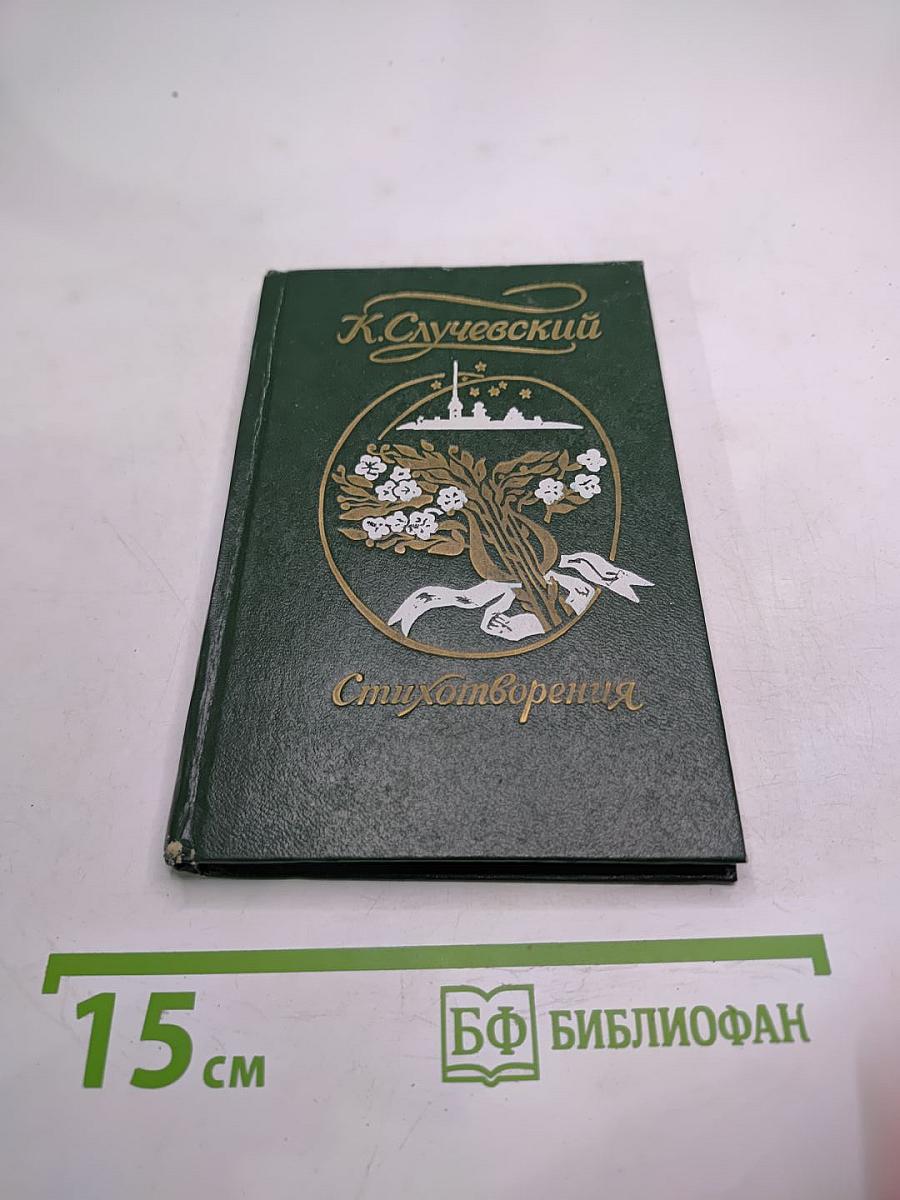 К. Случевский
Стихотворения
15 см
БФ БИБЛИОФАН